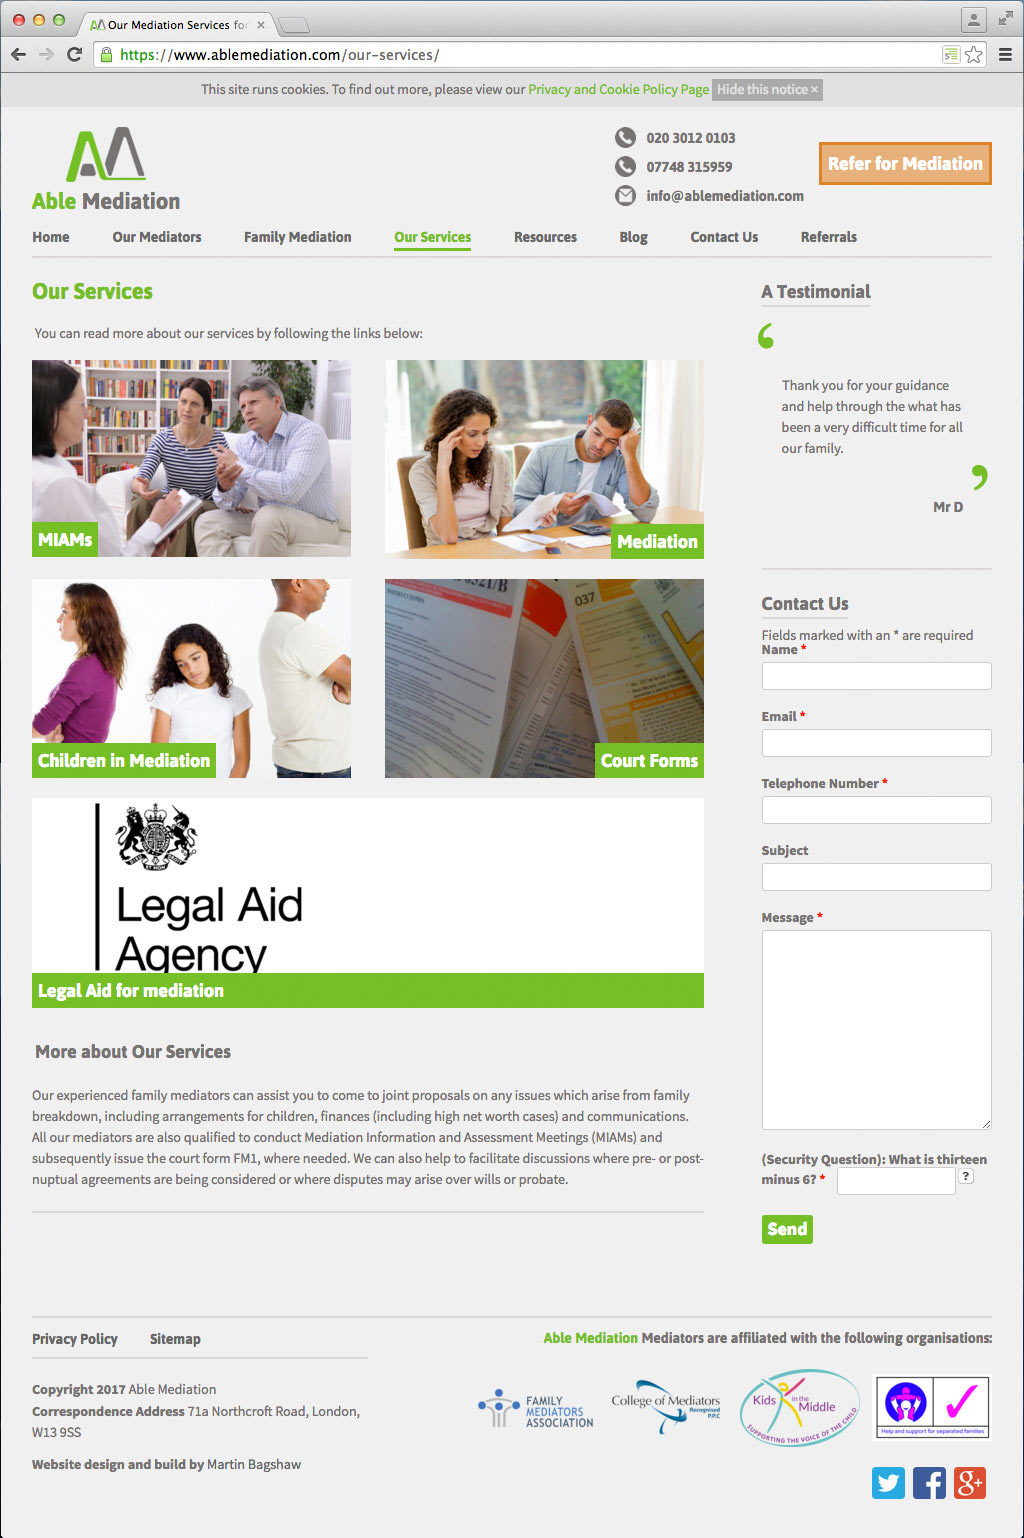 Our Mediation Services for
https://www.ablemediation.com/our-services/
This site runs cookies. To find out more, please view our Privacy and Cookie Policy Page Hide this notice ×
020 3012 0103
07748 315959
info@ablemediation.com
Refer for Mediation
Able Mediation
Home Our Mediators Family Mediation Our Services Resources Blog Contact Us Referrals
Our Services
You can read more about our services by following the links below:
MIAMs
Mediation
037
Children in Mediation
Court Forms
Legal Aid
Agency
Legal Aid for mediation
More about Our Services
Our experienced family mediators can assist you to come to joint proposals on any issues which arise from family
breakdown, including arrangements for children, finances (including high net worth cases) and communications.
All our mediators are also qualified to conduct Mediation Information and Assessment Meetings (MIAMs) and
subsequently issue the court form FM1, where needed. We can also help to facilitate discussions where pre- or post-
nuptual agreements are being considered or where disputes may arise over wills or probate.
A Testimonial
Thank you for your guidance
and help through the what has
been a very difficult time for all
our family.
Mr D
Contact Us
Fields marked with an * are required
Name *
Email *
Telephone Number *
Subject
Message *
(Security Question): What is thirteen
minus 6? * ?
Send
Privacy Policy Sitemap
Copyright 2017 Able Mediation
Correspondence Address 71a Northcroft Road, London,
W13 9SS
Website design and build by Martin Bagshaw
Able Mediation Mediators are affiliated with the following organisations:
FAMILY
MEDIATORS
ASSOCIATION
College of Mediators
Recognised
P.P.C
Kids in the
Middle
SUPPORTING THE VOICE OF THE CHILD
Help and support for separated families